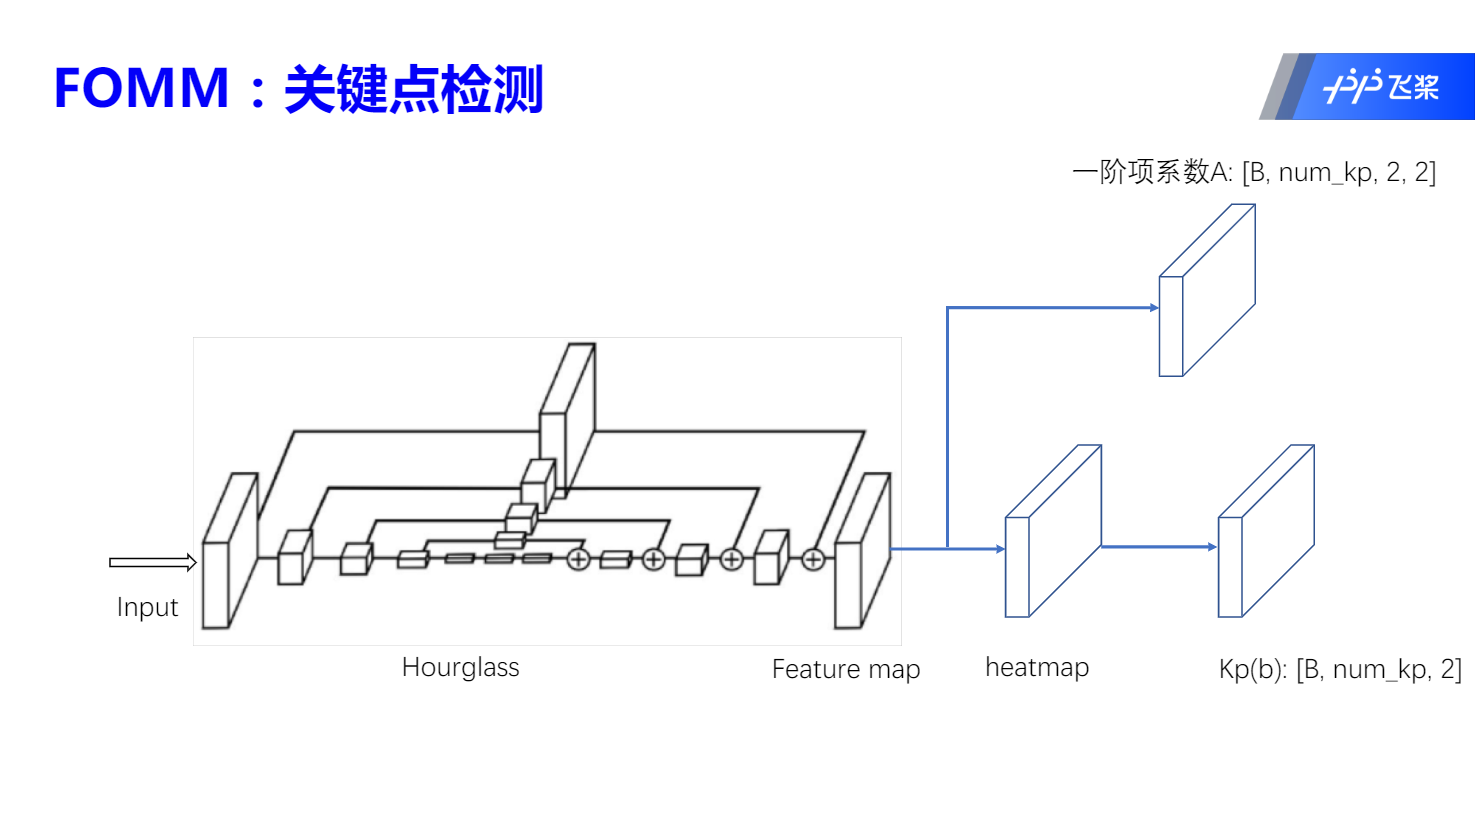 FOMM：关键点检测
飞桨
一阶项系数A: [B, num_kp, 2, 2]
Input
Hourglass
Feature map
heatmap
Kp(b): [B, num_kp, 2]